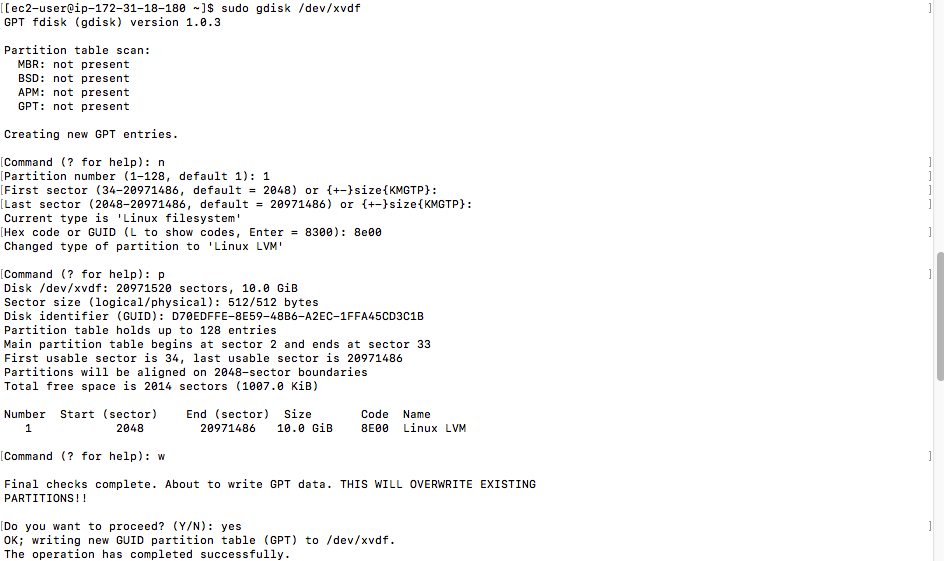 [[ec2-user@ip-172-31-18-180 ~]$ sudo gdisk /dev/xvdf ]
GPT fdisk (gdisk) version 1.0.3
Partition table scan:
  MBR: not present
  BSD: not present
  APM: not present
  GPT: not present
Creating new GPT entries.
[Command (? for help): n ]
[Partition number (1-128, default 1): 1 ]
[First sector (34-20971486, default = 2048) or {+-}size{KMGTP}: ]
[Last sector (2048-20971486, default = 20971486) or {+-}size{KMGTP}: ]
Current type is 'Linux filesystem'
[Hex code or GUID (L to show codes, Enter = 8300): 8e00 ]
Changed type of partition to 'Linux LVM'
[Command (? for help): p ]
Disk /dev/xvdf: 20971520 sectors, 10.0 GiB
Sector size (logical/physical): 512/512 bytes
Disk identifier (GUID): D70EDFFE-8E59-48B6-A2EC-1FFA45CD3C1B
Partition table holds up to 128 entries
Main partition table begins at sector 2 and ends at sector 33
First usable sector is 34, last usable sector is 20971486
Partitions will be aligned on 2048-sector boundaries
Total free space is 2014 sectors (1007.0 KiB)
Number  Start (sector)    End (sector)  Size       Code  Name
   1            2048        20971486   10.0 GiB    8E00  Linux LVM
[Command (? for help): w ]
Final checks complete. About to write GPT data. THIS WILL OVERWRITE EXISTING
PARTITIONS!!
[Do you want to proceed? (Y/N): yes ]
OK; writing new GUID partition table (GPT) to /dev/xvdf.
The operation has completed successfully.